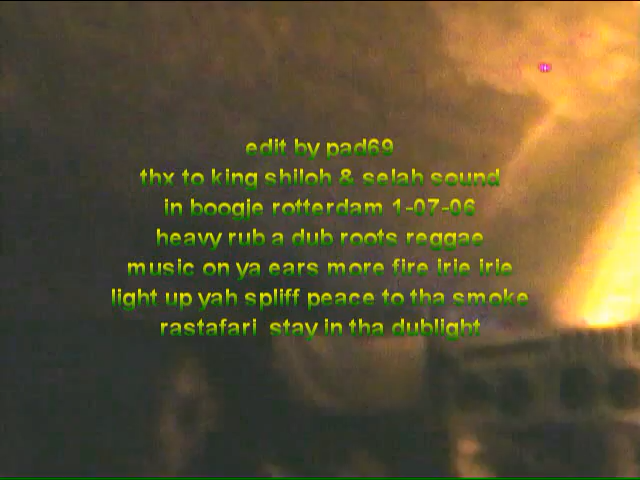 edit by pad69
thx to king shiloh & selah sound
in boogje rotterdam 1-07-06
heavy rub a dub roots reggae
music on ya ears more fire irie irie
light up yah spliff peace to tha smoke
rastafari stay in tha dublight